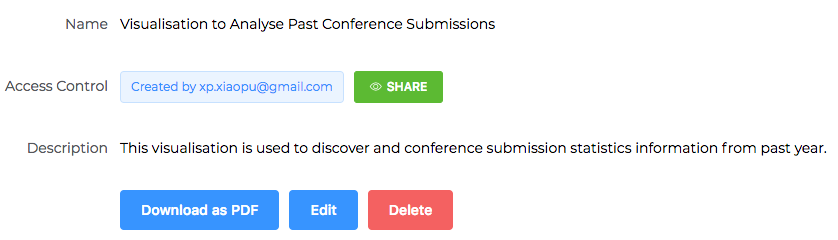 Name Visualisation to Analyse Past Conference Submissions
Access Control Created by xp.xiaopu@gmail.com SHARE
Description This visualisation is used to discover and conference submission statistics information from past year.
Download as PDF Edit Delete